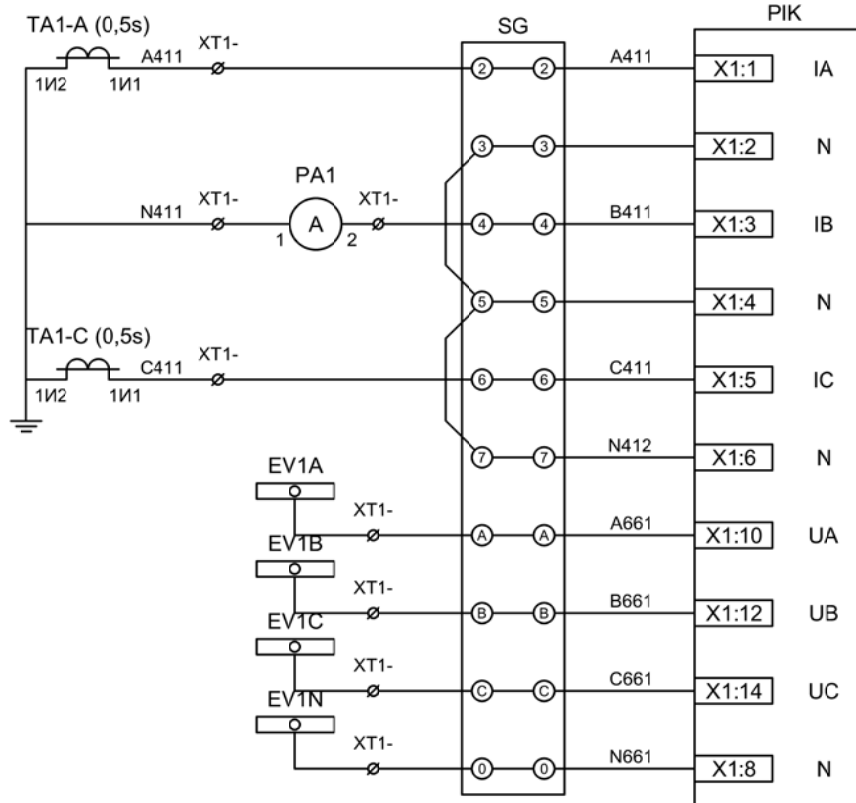 PIK
SG
TA1-A (0,5s)
A411 XT1- 2 2 A411 X1:1 IA
1И2 1И1
3 3 X1:2 N
PA1
N411 XT1- 1 A 2 XT1- 4 4 B411 X1:3 IB
5 5 X1:4 N
TA1-C (0,5s)
C411 XT1- 6 6 C411 X1:5 IC
1И2 1И1
7 7 N412 X1:6 N
EV1A
XT1- A A A661 X1:10 UA
EV1B
XT1- B B B661 X1:12 UB
EV1C
XT1- C C C661 X1:14 UC
EV1N
XT1- 0 0 N661 X1:8 N